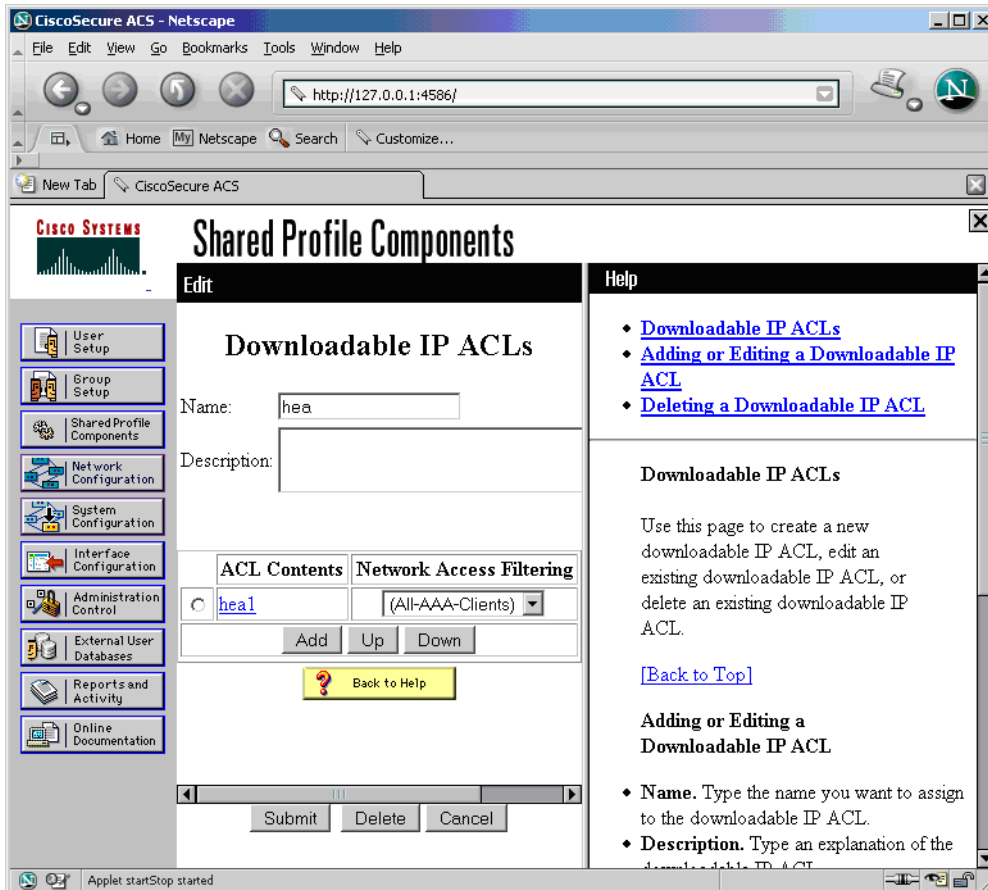 CiscoSecure ACS - Netscape
File Edit View Go Bookmarks Tools Window Help
http://127.0.0.1:4586/
Home My Netscape Search Customize...
New Tab CiscoSecure ACS
CISCO SYSTEMS
Shared Profile Components
User
Setup
Group
Setup
Shared Profile
Components
Network
Configuration
System
Configuration
Interface
Configuration
Administration
Control
External User
Databases
Reports and
Activity
Online
Documentation
Edit
Downloadable IP ACLs
Name: hea
Description:
ACL Contents Network Access Filtering
hea1 (All-AAA-Clients)
Add Up Down
? Back to Help
Submit Delete Cancel
Help
• Downloadable IP ACLs
• Adding or Editing a Downloadable IP
ACL
• Deleting a Downloadable IP ACL
Downloadable IP ACLs
Use this page to create a new
downloadable IP ACL, edit an
existing downloadable IP ACL, or
delete an existing downloadable IP
ACL.
[Back to Top]
Adding or Editing a
Downloadable IP ACL
• Name. Type the name you want to assign
to the downloadable IP ACL.
• Description. Type an explanation of the
Applet startStop started